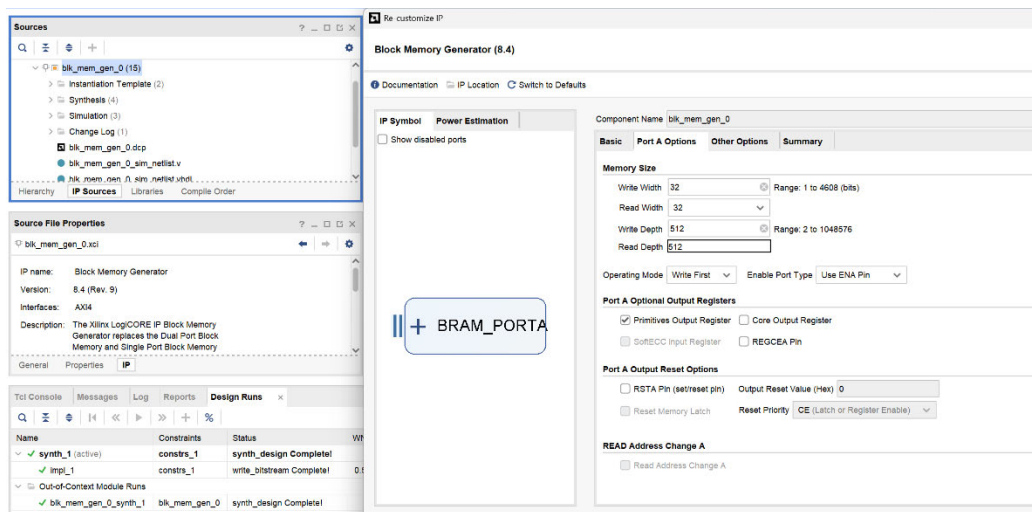 Sources
blk_mem_gen_0 (15)
Instantiation Template (2)
Synthesis (4)
Simulation (3)
Change Log (1)
blk_mem_gen_0.dcp
blk_mem_gen_0_sim_netlist.v
blk_mem_gen_0_sim_netlist.vhdl
Hierarchy IP Sources Libraries Compile Order
Source File Properties
blk_mem_gen_0.xci
IP name: Block Memory Generator
Version: 8.4 (Rev. 9)
Interfaces: AXI4
Description: The Xilinx LogiCORE IP Block Memory
Generator replaces the Dual Port Block
Memory and Single Port Block Memory
General Properties IP
Tcl Console Messages Log Reports Design Runs
Name Constraints Status
synth_1 (active) constrs_1 synth_design Complete!
impl_1 constrs_1 write_bitstream Complete!
Out-of-Context Module Runs
blk_mem_gen_0_synth_1 blk_mem_gen_0 synth_design Complete!
Re-customize IP
Block Memory Generator (8.4)
Documentation IP Location Switch to Defaults
IP Symbol Power Estimation
Show disabled ports
BRAM_PORTA
Component Name blk_mem_gen_0
Basic Port A Options Other Options Summary
Memory Size
Write Width 32 Range: 1 to 4608 (bits)
Read Width 32
Write Depth 512 Range: 2 to 1048576
Read Depth 512
Operating Mode Write First Enable Port Type Use ENA Pin
Port A Optional Output Registers
Primitives Output Register Core Output Register
SoftECC Input Register REGCEA Pin
Port A Output Reset Options
RSTA Pin (set/reset pin) Output Reset Value (Hex) 0
Reset Memory Latch Reset Priority CE (Latch or Register Enable)
READ Address Change A
Read Address Change A